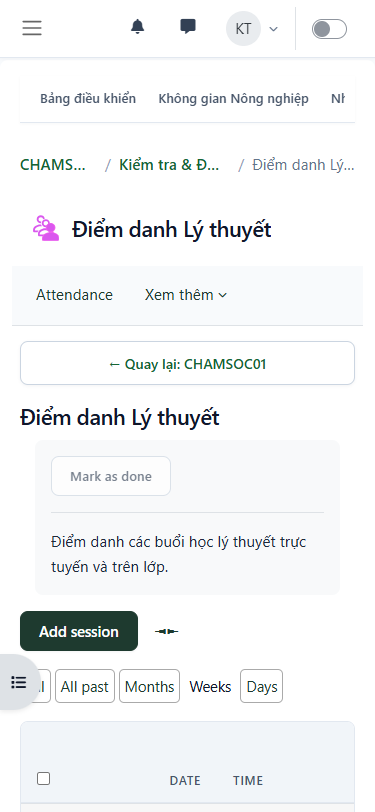 KT
Bảng điều khiển Không gian Nông nghiệp
CHAMS... / Kiểm tra & Đ... / Điểm danh Lý...
Điểm danh Lý thuyết
Attendance Xem thêm
← Quay lại: CHAMSOC01
Điểm danh Lý thuyết
Mark as done
Điểm danh các buổi học lý thuyết trực
tuyến và trên lớp.
Add session
All past Months Weeks Days
DATE TIME